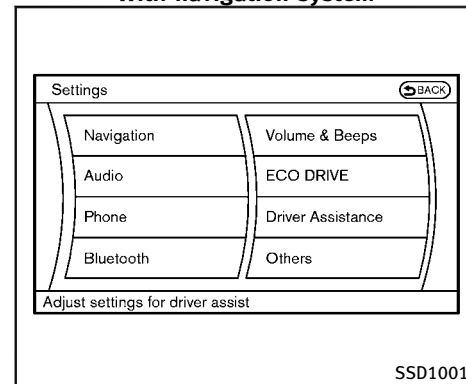 With navigation system
Settings
BACK
Navigation
Volume & Beeps
Audio
ECO DRIVE
Phone
Driver Assistance
Bluetooth
Others
Adjust settings for driver assist
SSD1001